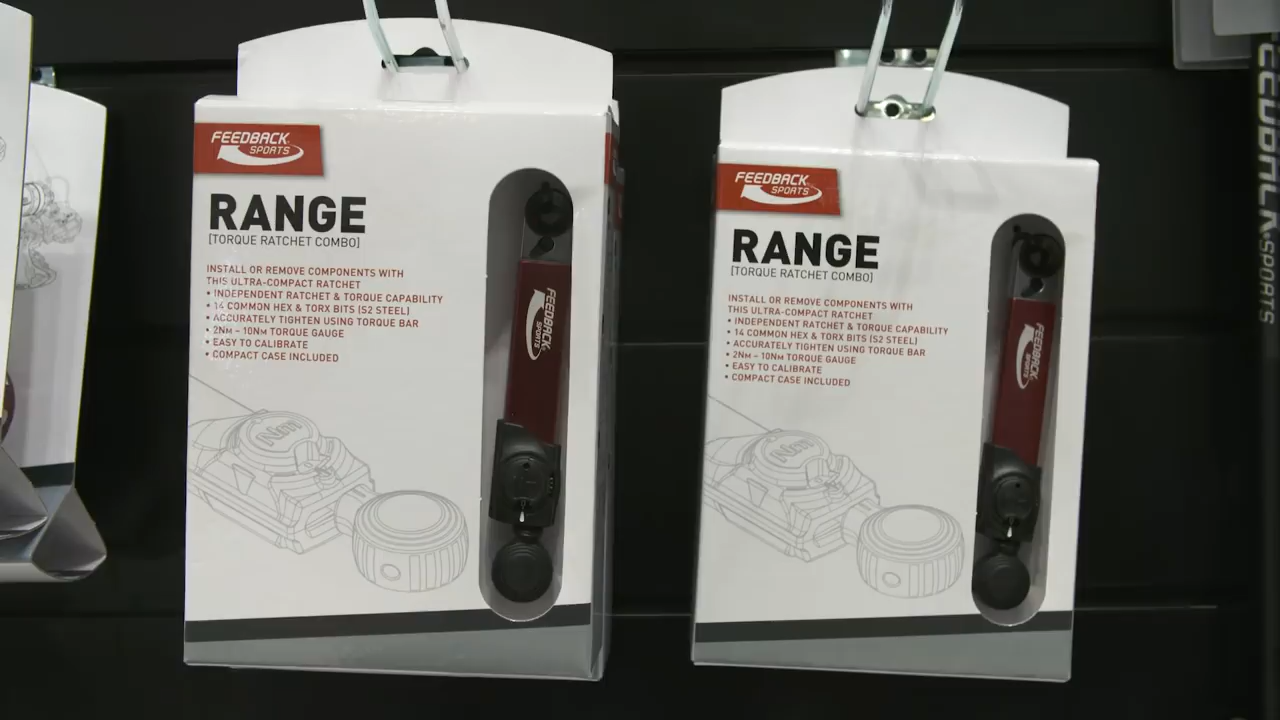 FEEDBACK
SPORTS
RANGE
[TORQUE RATCHET COMBO]
INSTALL OR REMOVE COMPONENTS WITH
THIS ULTRA-COMPACT RATCHET
• INDEPENDENT RATCHET & TORQUE CAPABILITY
• 14 COMMON HEX & TORX BITS (S2 STEEL)
• ACCURATELY TIGHTEN USING TORQUE BAR
• 2NM – 10NM TORQUE GAUGE
• EASY TO CALIBRATE
• COMPACT CASE INCLUDED
Nm
FEEDBACK
SPORTS
FEEDBACK
SPORTS
RANGE
[TORQUE RATCHET COMBO]
INSTALL OR REMOVE COMPONENTS WITH
THIS ULTRA-COMPACT RATCHET
• INDEPENDENT RATCHET & TORQUE CAPABILITY
• 14 COMMON HEX & TORX BITS (S2 STEEL)
• ACCURATELY TIGHTEN USING TORQUE BAR
• 2NM – 10NM TORQUE GAUGE
• EASY TO CALIBRATE
• COMPACT CASE INCLUDED
Nm
FEEDBACK
SPORTS
FEEDBACK SPORTS